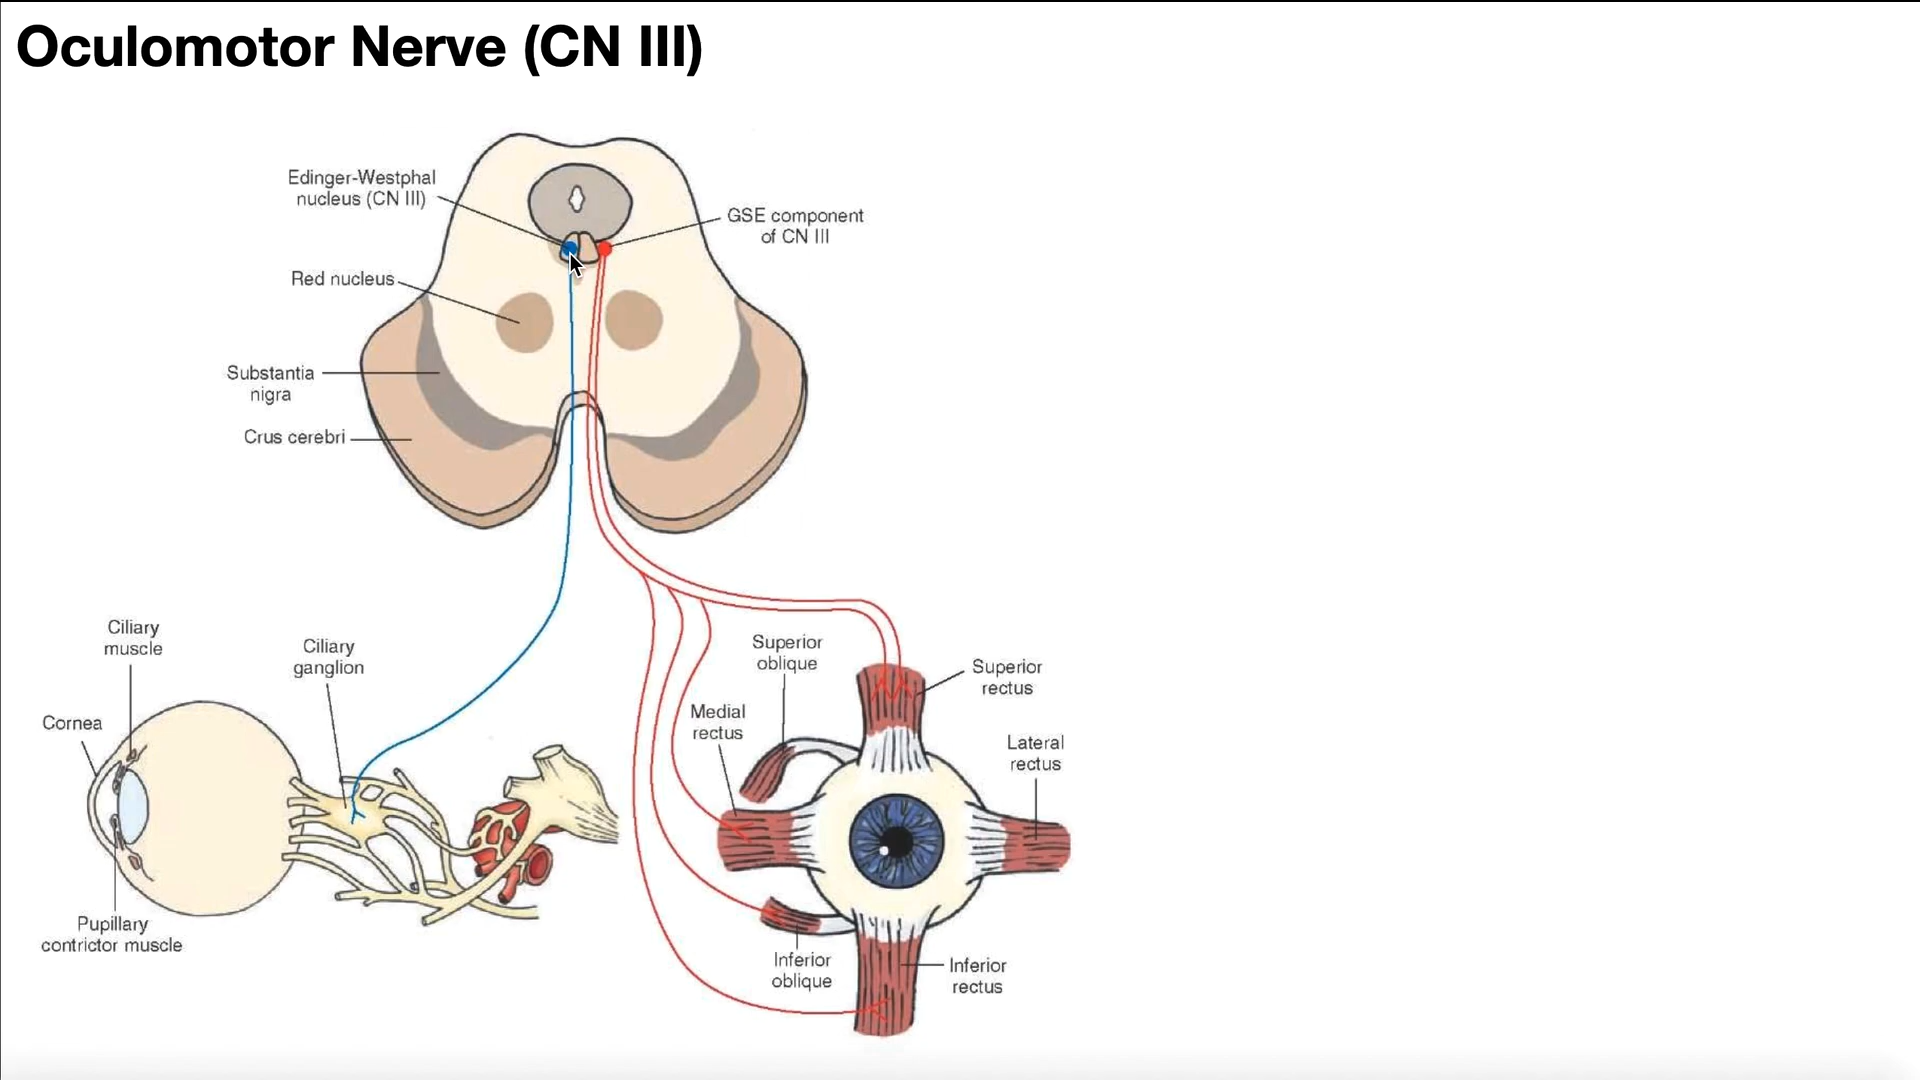 Oculomotor Nerve (CN III)
Edinger-Westphal
nucleus (CN III)
GSE component
of CN III
Red nucleus
Substantia
nigra
Crus cerebri
Ciliary
muscle
Ciliary
ganglion
Cornea
Pupillary
contrictor muscle
Superior
oblique
Superior
rectus
Medial
rectus
Lateral
rectus
Inferior
oblique
Inferior
rectus